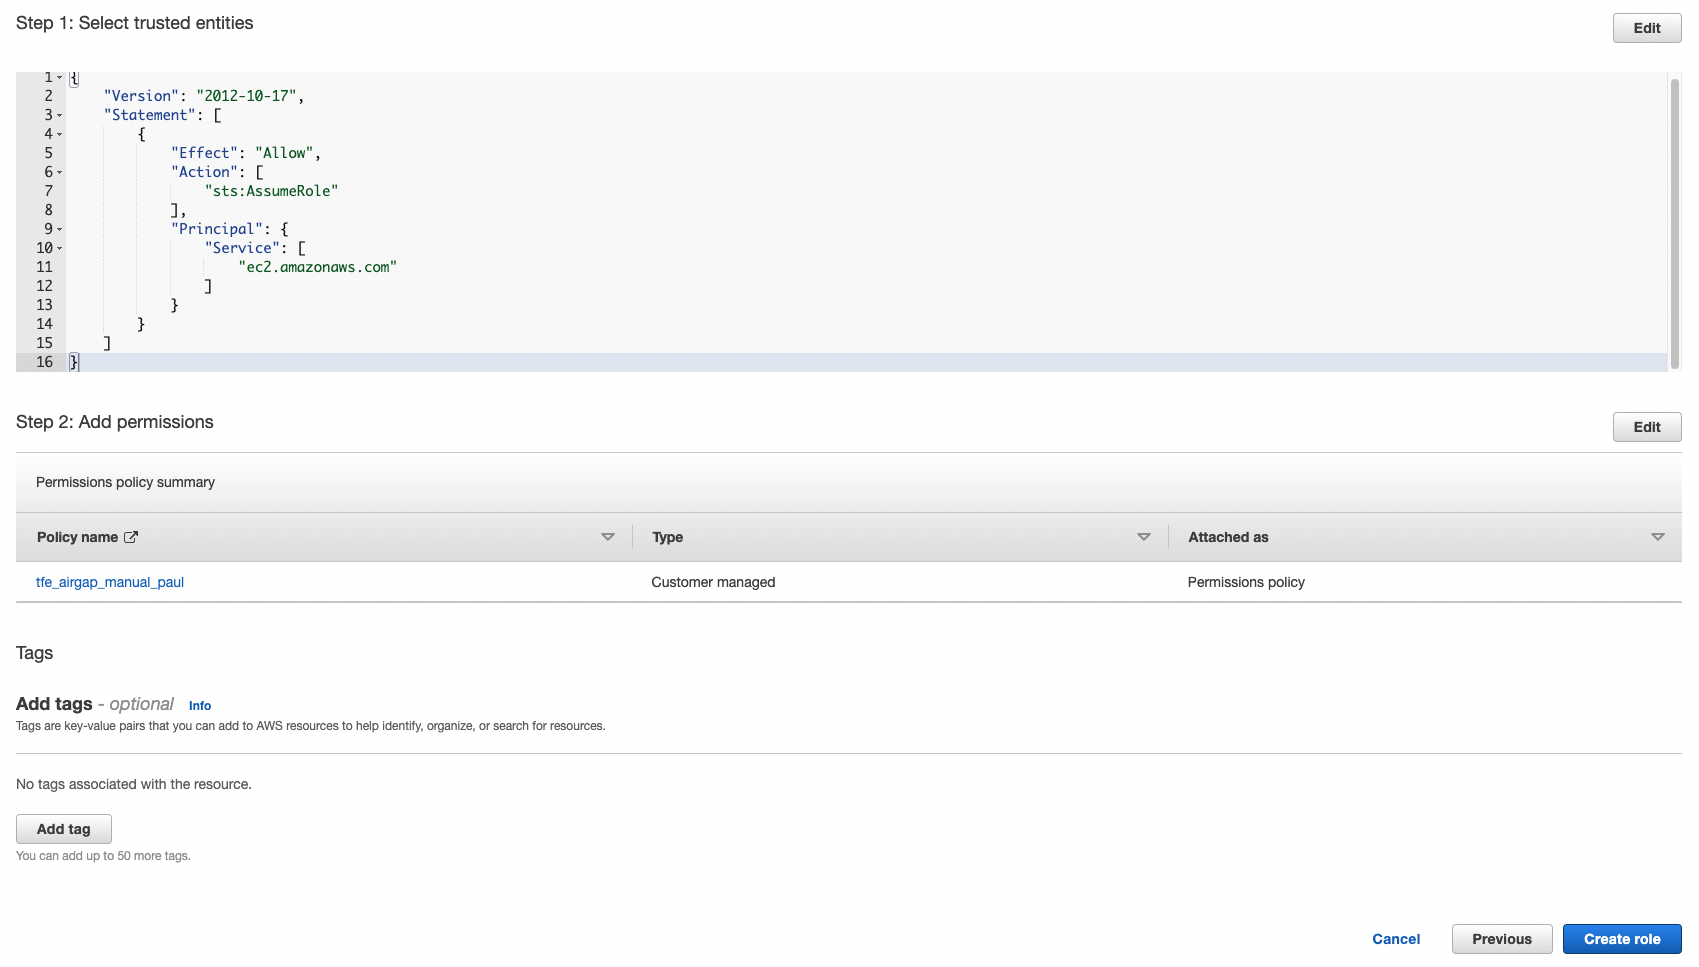 Step 1: Select trusted entities
Edit
1 {
2 "Version": "2012-10-17",
3 "Statement": [
4 {
5 "Effect": "Allow",
6 "Action": [
7 "sts:AssumeRole"
8 ],
9 "Principal": {
10 "Service": [
11 "ec2.amazonaws.com"
12 ]
13 }
14 }
15 ]
16 }
Step 2: Add permissions
Edit
Permissions policy summary
Policy name Type Attached as
tfe_airgap_manual_paul Customer managed Permissions policy
Tags
Add tags - optional Info
Tags are key-value pairs that you can add to AWS resources to help identify, organize, or search for resources.
No tags associated with the resource.
Add tag
You can add up to 50 more tags.
Cancel Previous Create role